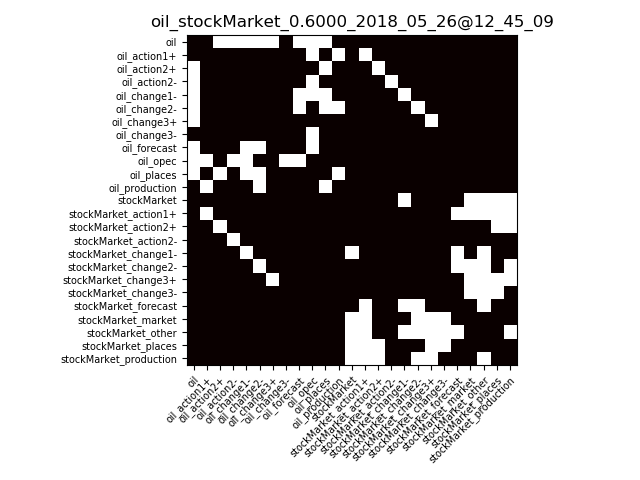 oil_stockMarket_0.6000_2018_05_26@12_45_09
oil
oil_action1+
oil_action2+
oil_action2-
oil_change1-
oil_change2-
oil_change3+
oil_change3-
oil_forecast
oil_opec
oil_places
oil_production
stockMarket
stockMarket_action1+
stockMarket_action2+
stockMarket_action2-
stockMarket_change1-
stockMarket_change2-
stockMarket_change3+
stockMarket_change3-
stockMarket_forecast
stockMarket_market
stockMarket_other
stockMarket_places
stockMarket_production
oil
oil_action1+
oil_action2+
oil_action2-
oil_change1-
oil_change2-
oil_change3+
oil_change3-
oil_forecast
oil_opec
oil_places
oil_production
stockMarket
stockMarket_action1+
stockMarket_action2+
stockMarket_action2-
stockMarket_change1-
stockMarket_change2-
stockMarket_change3+
stockMarket_change3-
stockMarket_forecast
stockMarket_market
stockMarket_other
stockMarket_places
stockMarket_production